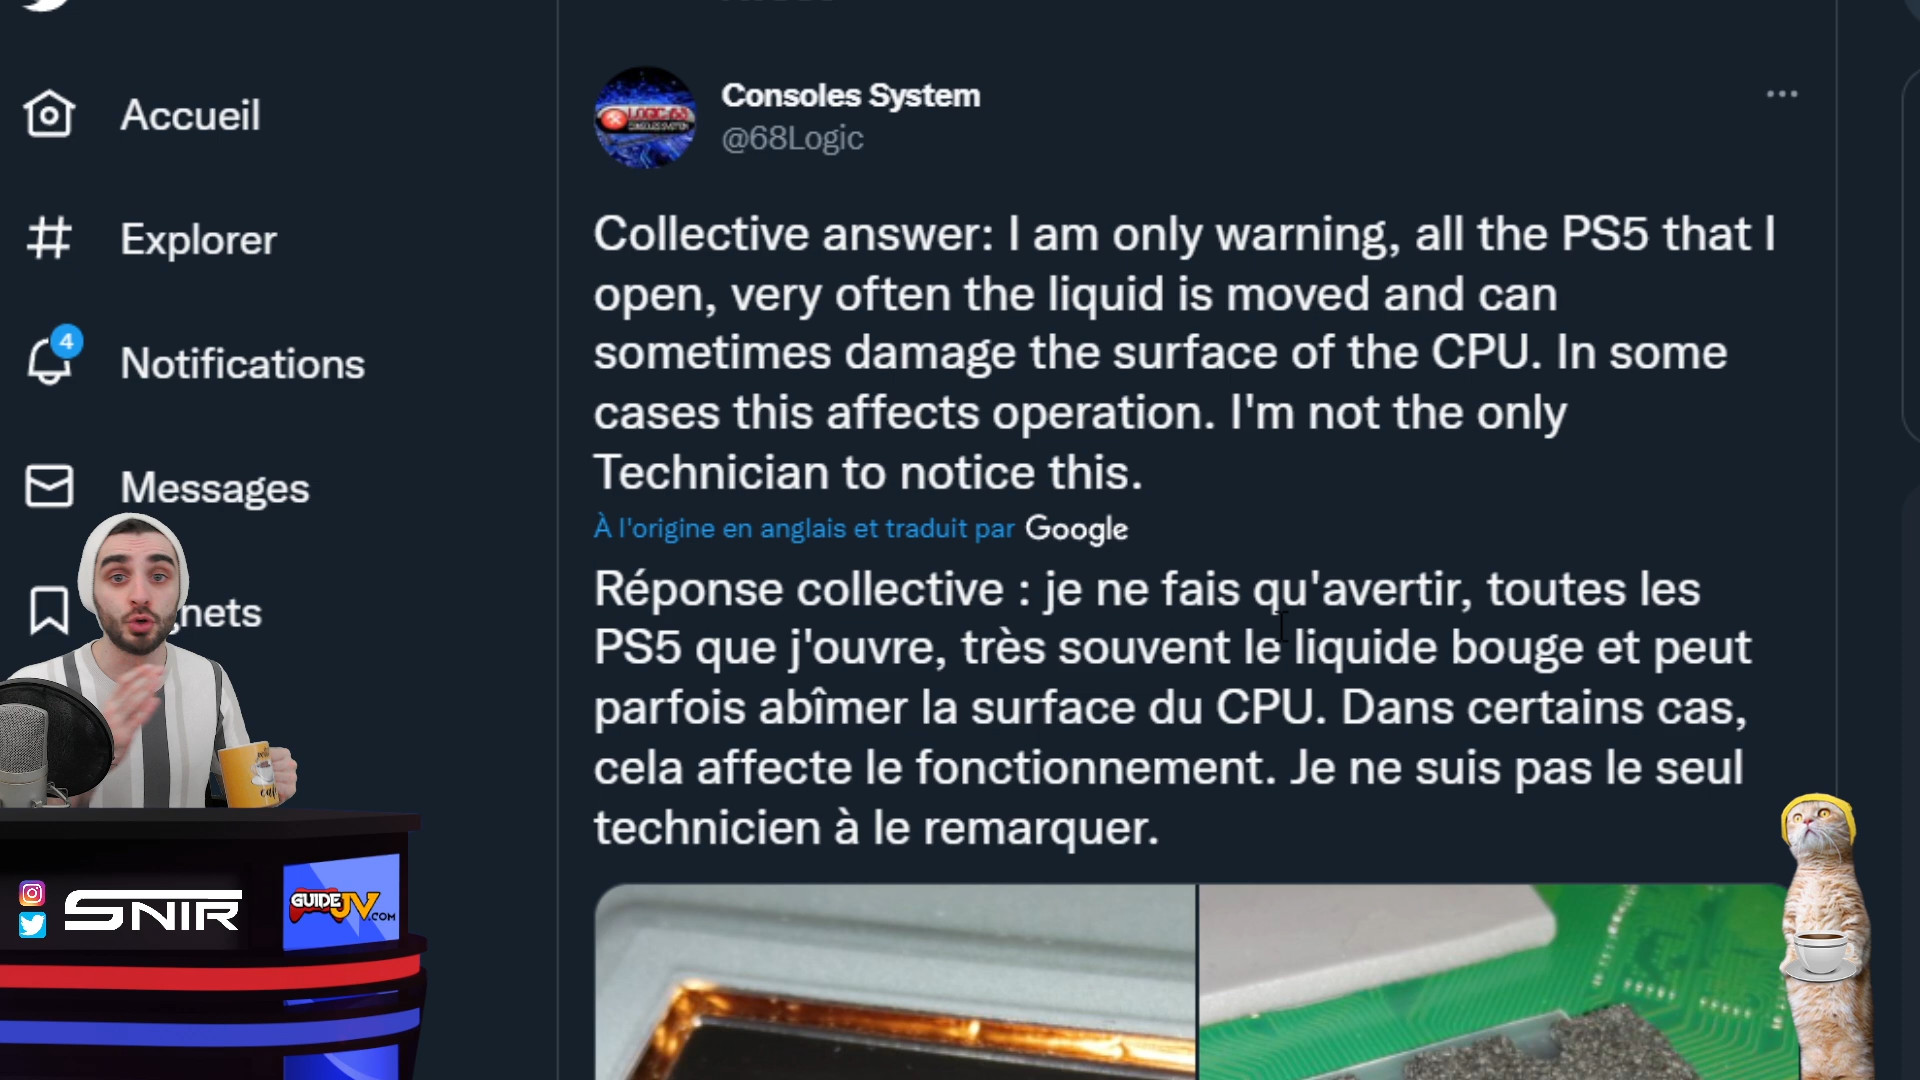 Accueil
Explorer
4
Notifications
Messages
gnets
Consoles System
@68Logic
Collective answer: I am only warning, all the PS5 that I
open, very often the liquid is moved and can
sometimes damage the surface of the CPU. In some
cases this affects operation. I'm not the only
Technician to notice this.
À l'origine en anglais et traduit par Google
Réponse collective : je ne fais qu'avertir, toutes les
PS5 que j'ouvre, très souvent le liquide bouge et peut
parfois abîmer la surface du CPU. Dans certains cas,
cela affecte le fonctionnement. Je ne suis pas le seul
technicien à le remarquer.
SNIR
GUIDEJV.COM